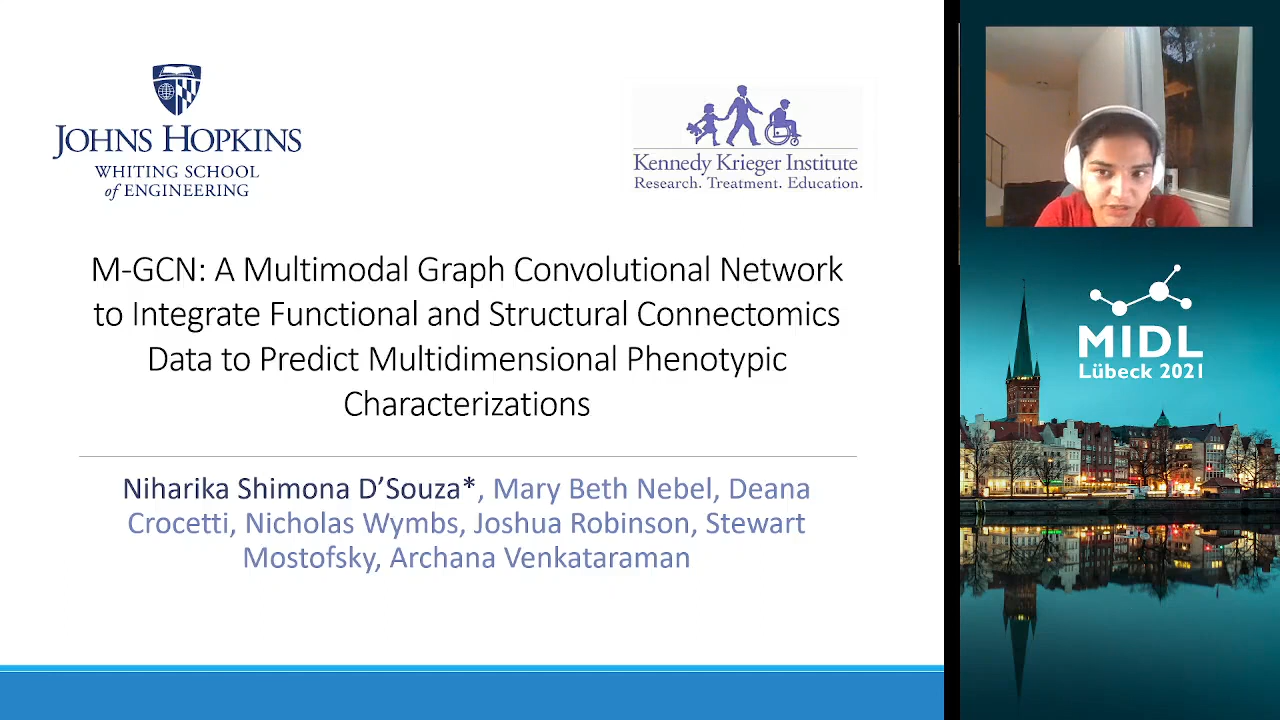 JOHNS HOPKINS
WHITING SCHOOL
of ENGINEERING
Kennedy Krieger Institute
Research. Treatment. Education.
M-GCN: A Multimodal Graph Convolutional Network
to Integrate Functional and Structural Connectomics
Data to Predict Multidimensional Phenotypic
Characterizations
Niharika Shimona D’Souza*, Mary Beth Nebel, Deana
Crocetti, Nicholas Wymbs, Joshua Robinson, Stewart
Mostofsky, Archana Venkataraman
MIDL
Lübeck 2021